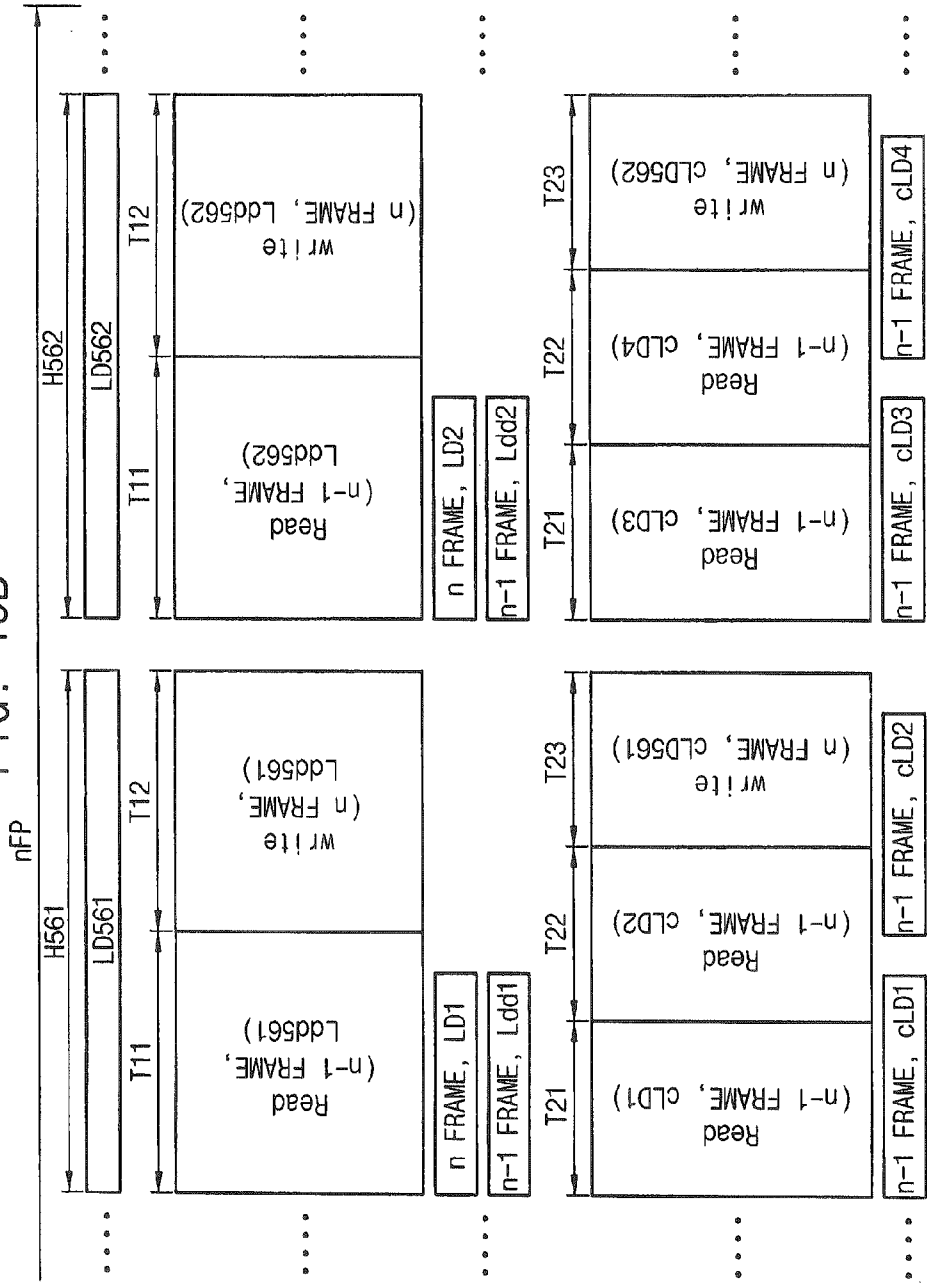 nFP
H561
H562
LD561
LD562
T11
T12
T11
T12
Read
(n-1 FRAME,
Ldd561)
write
(n FRAME,
Ldd561)
Read
(n-1 FRAME,
Ldd562)
write
(n FRAME, Ldd562)
n FRAME, LD1
n FRAME, LD2
n-1 FRAME, Ldd1
n-1 FRAME, Ldd2
T21
T22
T23
T21
T22
T23
Read
(n-1 FRAME, cLD1)
Read
(n-1 FRAME, cLD2)
write
(n FRAME, cLD561)
Read
(n-1 FRAME, cLD3)
Read
(n-1 FRAME, cLD4)
write
(n FRAME, cLD562)
n-1 FRAME, cLD1
n-1 FRAME, cLD2
n-1 FRAME, cLD3
n-1 FRAME, cLD4